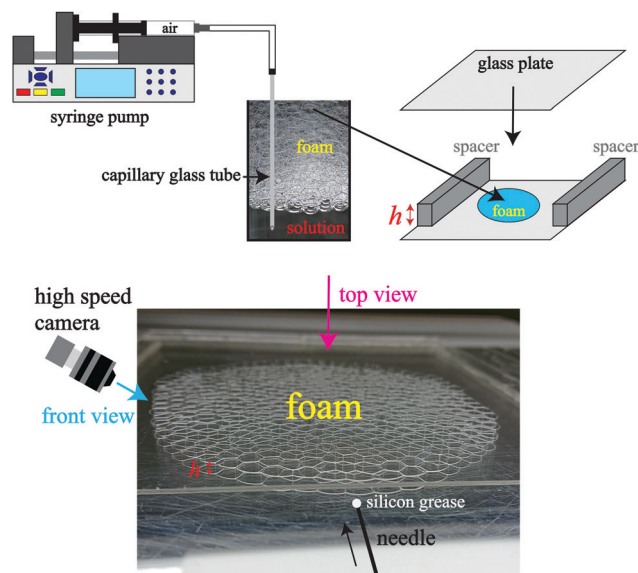 air
syringe pump
capillary glass tube
foam
solution
glass plate
spacer
spacer
h
foam
high speed
camera
top view
front view
foam
h
silicon grease
needle